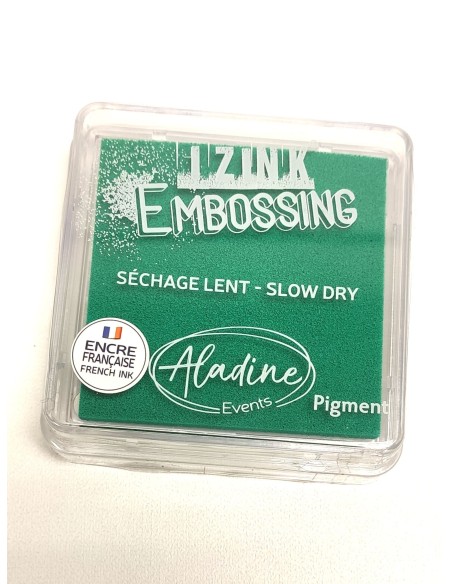 IZINK
EMBOSSING
SÉCHAGE LENT - SLOW DRY
ENCRE
FRANÇAISE
FRENCH INK
Aladine
Events
Pigment